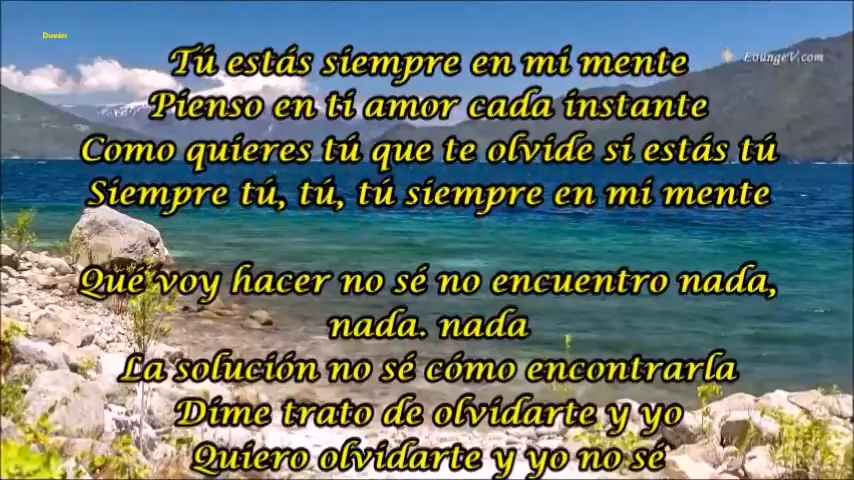 Duván
LoungeV.com
Tú estás siempre en mi mente
Pienso en ti amor cada instante
Como quieres tú que te olvide si estás tú
Siempre tú, tú, tú siempre en mi mente
Qué voy hacer no sé no encuentro nada,
nada. nada
La solución no sé cómo encontrarla
Dime trato de olvidarte y yo
Quiero olvidarte y yo no sé